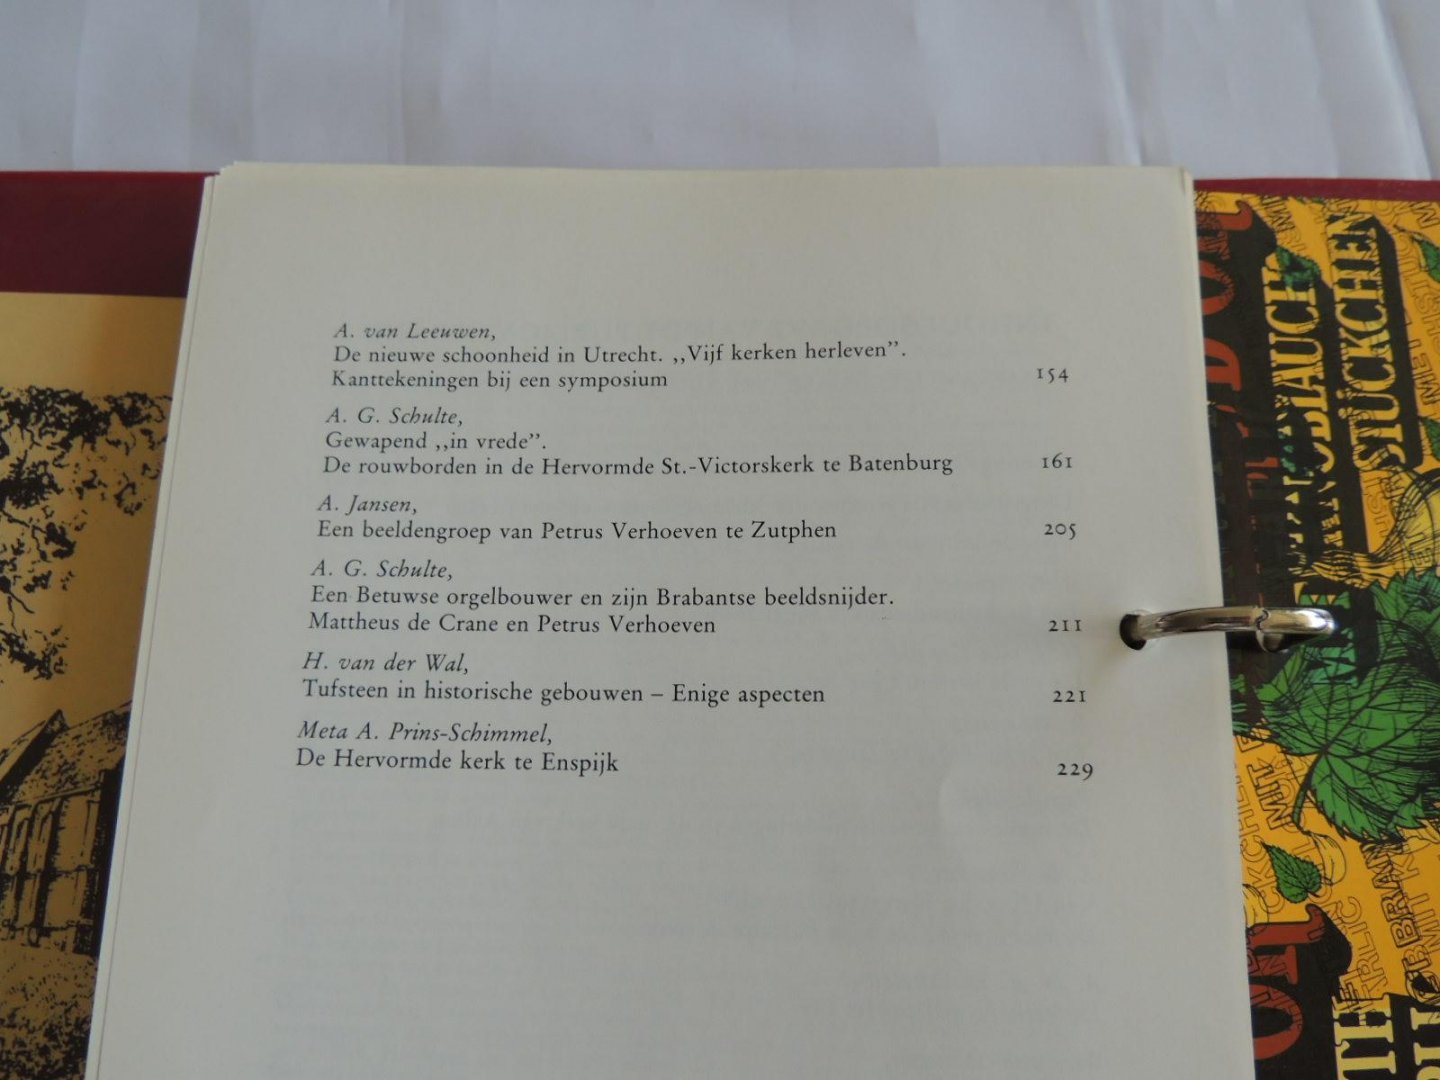 A. van Leeuwen,
De nieuwe schoonheid in Utrecht. ,,Vijf kerken herleven”.
Kanttekeningen bij een symposium 154
A. G. Schulte,
Gewapend ,,in vrede”.
De rouwborden in de Hervormde St.-Victorskerk te Batenburg 161
A. Jansen,
Een beeldengroep van Petrus Verhoeven te Zutphen 205
A. G. Schulte,
Een Betuwse orgelbouwer en zijn Brabantse beeldsnijder.
Mattheus de Crane en Petrus Verhoeven 211
H. van der Wal,
Tufsteen in historische gebouwen – Enige aspecten 221
Meta A. Prins-Schimmel,
De Hervormde kerk te Enspijk 229
KNOBLAUCH
STÜCKCHEN